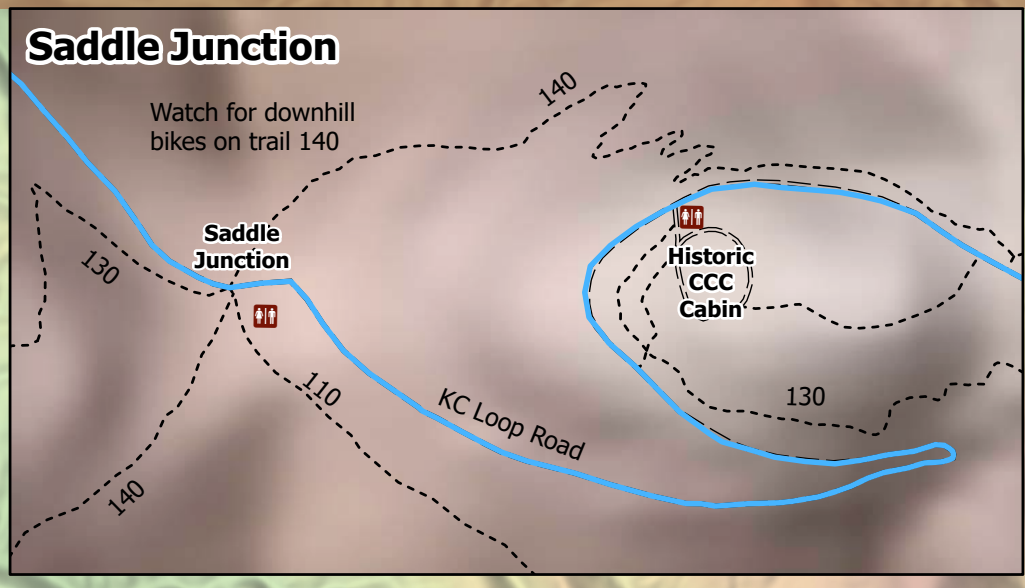 Saddle Junction
Watch for downhill
bikes on trail 140
140
Saddle
Junction
130
Historic
CCC
Cabin
110
KC Loop Road
130
140